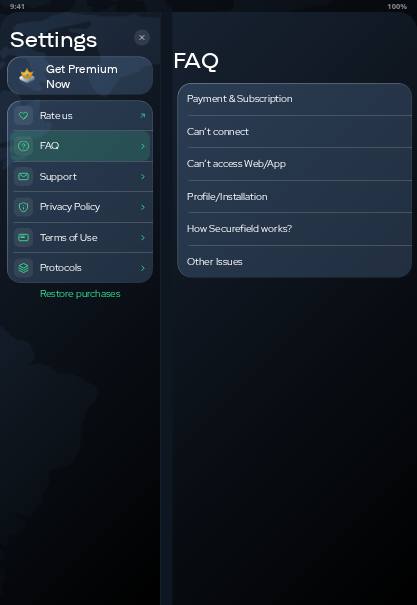 9:41
100%
Settings
Get Premium
Now
Rate us
FAQ
Support
Privacy Policy
Terms of Use
Protocols
Restore purchases
FAQ
Payment & Subscription
Can't connect
Can't access Web/App
Profile/Installation
How Securefield works?
Other Issues